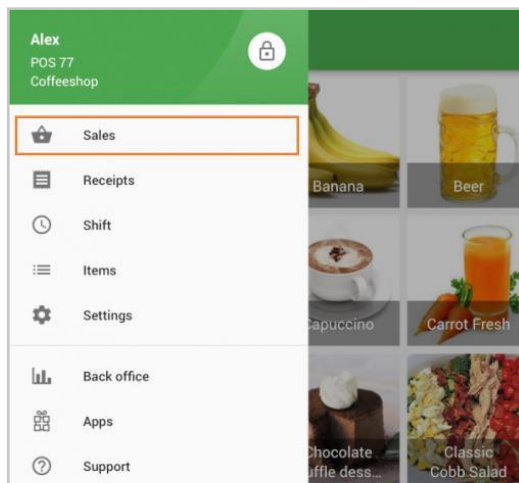 Alex
POS 77
Coffeeshop
Sales
Receipts
Shift
Items
Settings
Back office
Apps
Support
Banana
Beer
Capuccino
Carrot Fresh
Chocolate
uffle dess...
Classic
Cobb Salad